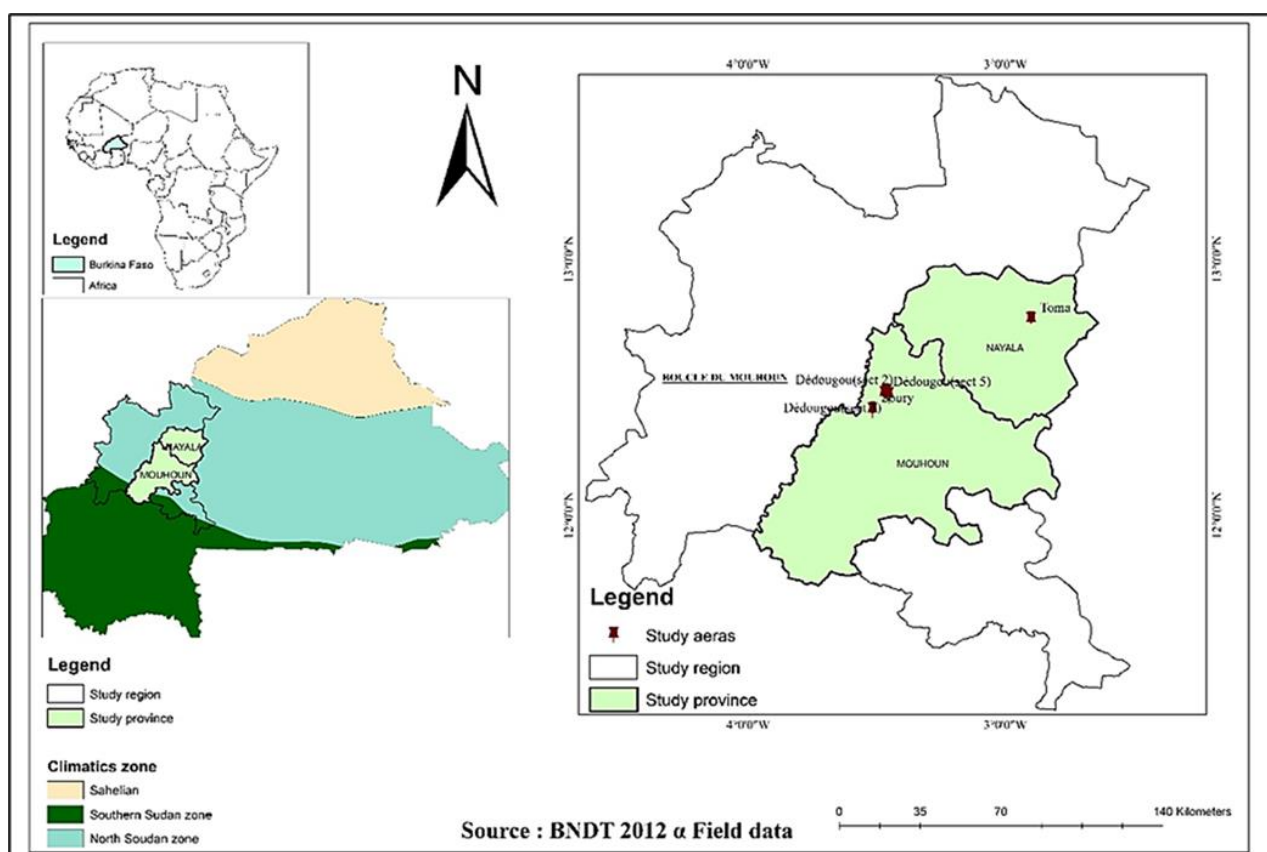 Legend
Burkina Faso
Africa
N
NAYALA
MOUHOUN
Legend
Study region
Study province
Climatics zone
Sahelian
Southern Sudan zone
North Soudan zone
4°0'0"W 3°0'0"W
13°0'0"N 13°0'0"N
Toma
NAYALA
BOUCLE DU MOUHOUN
Dédougou(sect 2) Dédougou(sect 5)
MOUHOUN
12°0'0"N 12°0'0"N
Legend
Study aeras
Study region
Study province
4°0'0"W 3°0'0"W
0 35 70 140 Kilometers
Source : BNDT 2012 α Field data